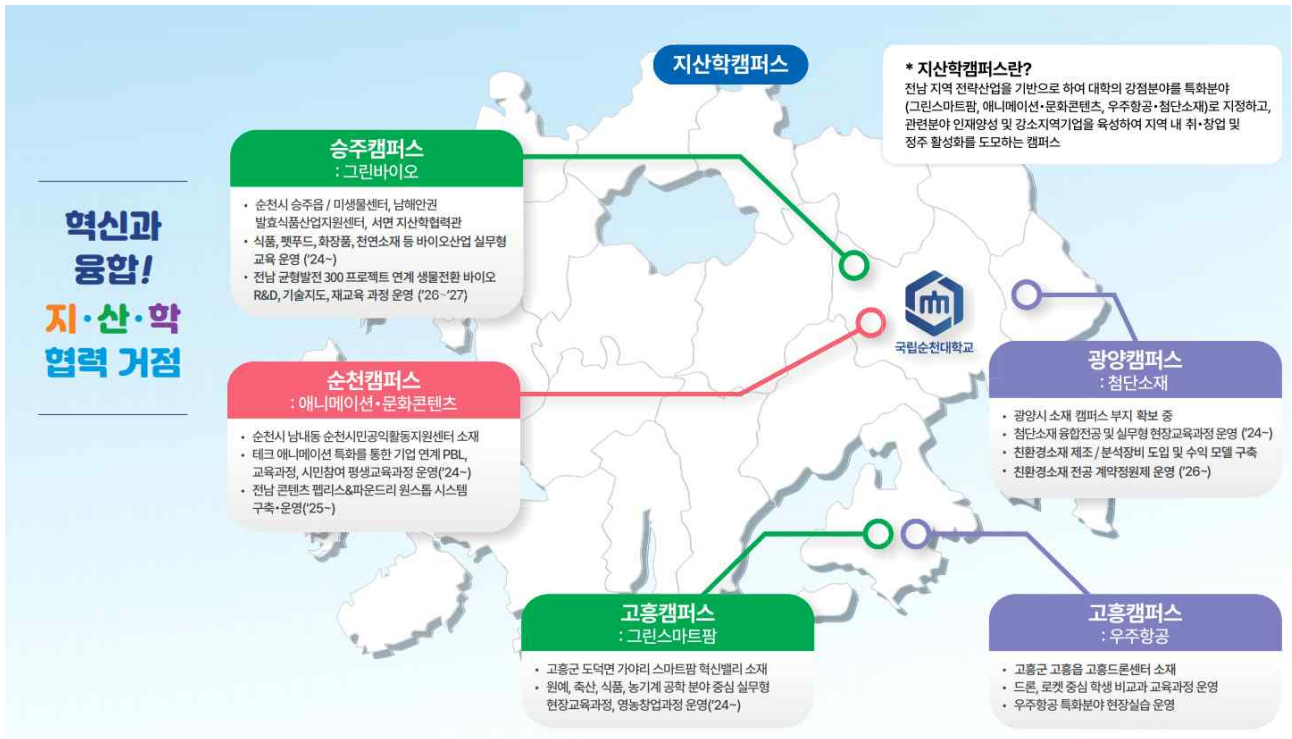 혁신과
융합!
지·산·학
협력 거점
지산학캠퍼스
* 지산학캠퍼스란?
전남 지역 전략산업을 기반으로 하여 대학의 강점분야를 특화분야
(그린스마트팜, 애니메이션·문화콘텐츠, 우주항공·첨단소재)로 지정하고,
관련분야 인재양성 및 강소지역기업을 육성하여 지역 내 취·창업 및
정주 활성화를 도모하는 캠퍼스
승주캠퍼스
: 그린바이오
• 순천시 승주읍 / 미생물센터, 남해안권
발효식품산업지원센터, 서면 지산학협력관
• 식품, 펫푸드, 화장품, 천연소재 등 바이오산업 실무형
교육 운영 ('24~)
• 전남 균형발전 300 프로젝트 연계 생물전환 바이오
R&D, 기술지도, 재교육 과정 운영 ('26~'27)
국립순천대학교
순천캠퍼스
: 애니메이션·문화콘텐츠
• 순천시 남내동 순천시민공익활동지원센터 소재
• 테크 애니메이션 특화를 통한 기업 연계 PBL,
교육과정, 시민참여 평생교육과정 운영('24~)
• 전남 콘텐츠 펩리스&파운드리 원스톱 시스템
구축·운영('25~)
광양캠퍼스
: 첨단소재
• 광양시 소재 캠퍼스 부지 확보 중
• 첨단소재 융합전공 및 실무형 현장교육과정 운영 ('24~)
• 친환경소재 제조 / 분석장비 도입 및 수익 모델 구축
• 친환경소재 전공 계약정원제 운영 ('26~)
고흥캠퍼스
: 그린스마트팜
• 고흥군 도덕면 가야리 스마트팜 혁신밸리 소재
• 원예, 축산, 식품, 농기계 공학 분야 중심 실무형
현장교육과정, 영농창업과정 운영('24~)
고흥캠퍼스
: 우주항공
• 고흥군 고흥읍 고흥드론센터 소재
• 드론, 로켓 중심 학생 비교과 교육과정 운영
• 우주항공 특화분야 현장실습 운영